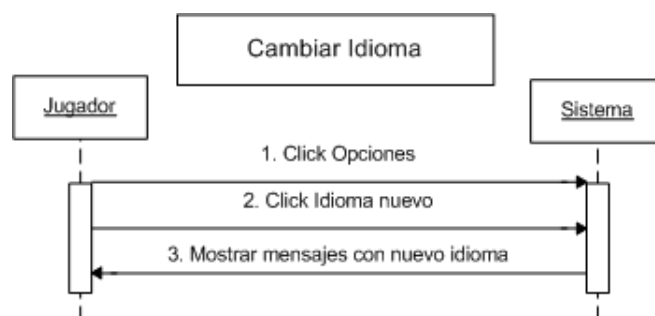 Cambiar Idioma
Jugador
Sistema
1. Click Opciones
2. Click Idioma nuevo
3. Mostrar mensajes con nuevo idioma